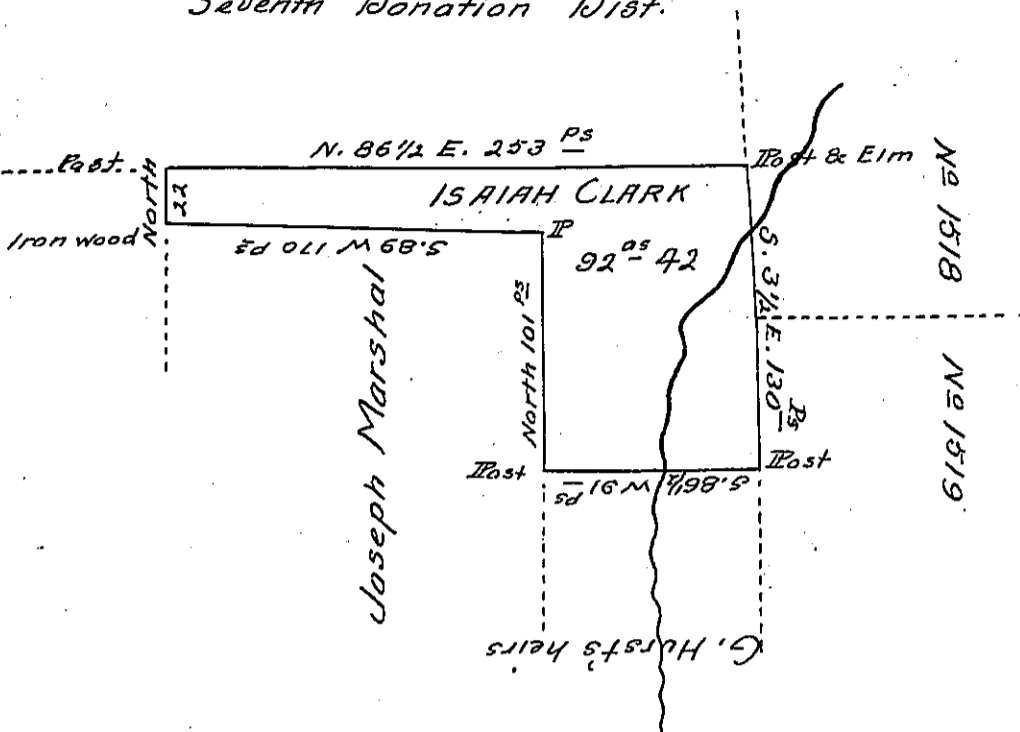 Seventh Donation Dist.
N. 86½ E. 253 Ps
Post
North
22
Iron wood
ISAIAH CLARK
Post & Elm
No 1518
S. 89 W 170 Ps
P
92 as 42
S. 3½ E. 130 Ps
Joseph Marshal
North 101 Ps
No 1519
Post
S. 86½ W 91 Ps
Post
G. Hurst's heirs